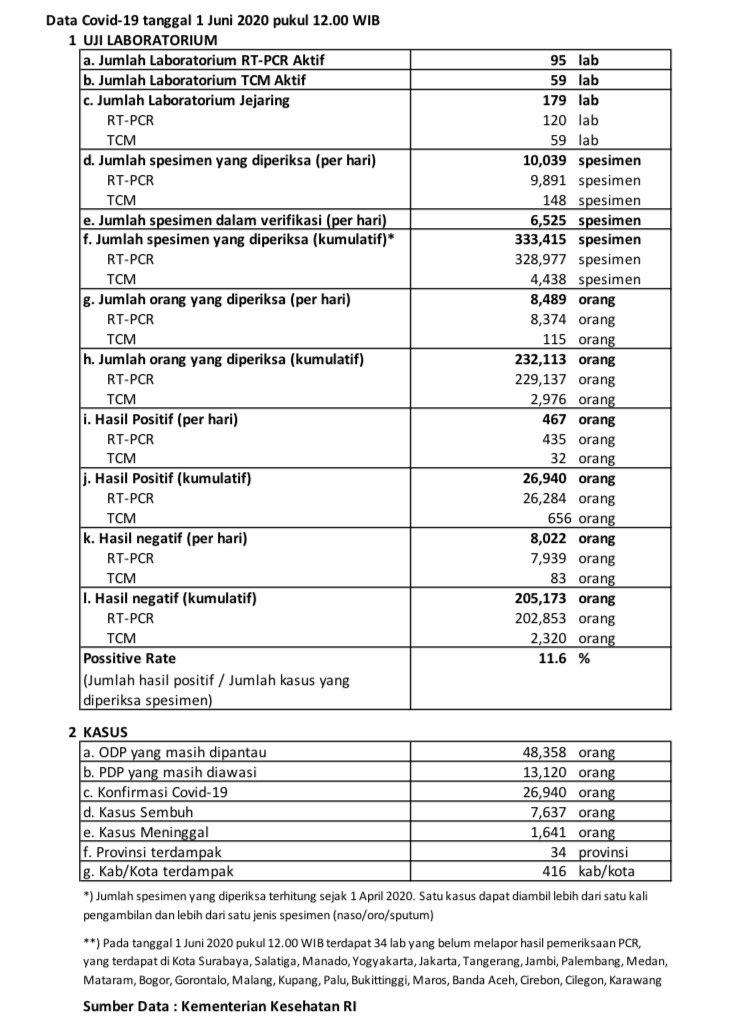 Data Covid-19 tanggal 1 Juni 2020 pukul 12.00 WIB
1 UJI LABORATORIUM
a. Jumlah Laboratorium RT-PCR Aktif 95 lab
b. Jumlah Laboratorium TCM Aktif 59 lab
c. Jumlah Laboratorium Jejaring 179 lab
RT-PCR 120 lab
TCM 59 lab
d. Jumlah spesimen yang diperiksa (per hari) 10,039 spesimen
RT-PCR 9,891 spesimen
TCM 148 spesimen
e. Jumlah spesimen dalam verifikasi (per hari) 6,525 spesimen
f. Jumlah spesimen yang diperiksa (kumulatif)* 333,415 spesimen
RT-PCR 328,977 spesimen
TCM 4,438 spesimen
g. Jumlah orang yang diperiksa (per hari) 8,489 orang
RT-PCR 8,374 orang
TCM 115 orang
h. Jumlah orang yang diperiksa (kumulatif) 232,113 orang
RT-PCR 229,137 orang
TCM 2,976 orang
i. Hasil Positif (per hari) 467 orang
RT-PCR 435 orang
TCM 32 orang
j. Hasil Positif (kumulatif) 26,940 orang
RT-PCR 26,284 orang
TCM 656 orang
k. Hasil negatif (per hari) 8,022 orang
RT-PCR 7,939 orang
TCM 83 orang
l. Hasil negatif (kumulatif) 205,173 orang
RT-PCR 202,853 orang
TCM 2,320 orang
Possitive Rate 11.6 %
(Jumlah hasil positif / Jumlah kasus yang
diperiksa spesimen)
2 KASUS
a. ODP yang masih dipantau 48,358 orang
b. PDP yang masih diawasi 13,120 orang
c. Konfirmasi Covid-19 26,940 orang
d. Kasus Sembuh 7,637 orang
e. Kasus Meninggal 1,641 orang
f. Provinsi terdampak 34 provinsi
g. Kab/Kota terdampak 416 kab/kota
*) Jumlah spesimen yang diperiksa terhitung sejak 1 April 2020. Satu kasus dapat diambil lebih dari satu kali
pengambilan dan lebih dari satu jenis spesimen (naso/oro/sputum)
**) Pada tanggal 1 Juni 2020 pukul 12.00 WIB terdapat 34 lab yang belum melapor hasil pemeriksaan PCR,
yang terdapat di Kota Surabaya, Salatiga, Manado, Yogyakarta, Jakarta, Tangerang, Jambi, Palembang, Medan,
Mataram, Bogor, Gorontalo, Malang, Kupang, Palu, Bukittinggi, Maros, Banda Aceh, Cirebon, Cilegon, Karawang
Sumber Data : Kementerian Kesehatan RI